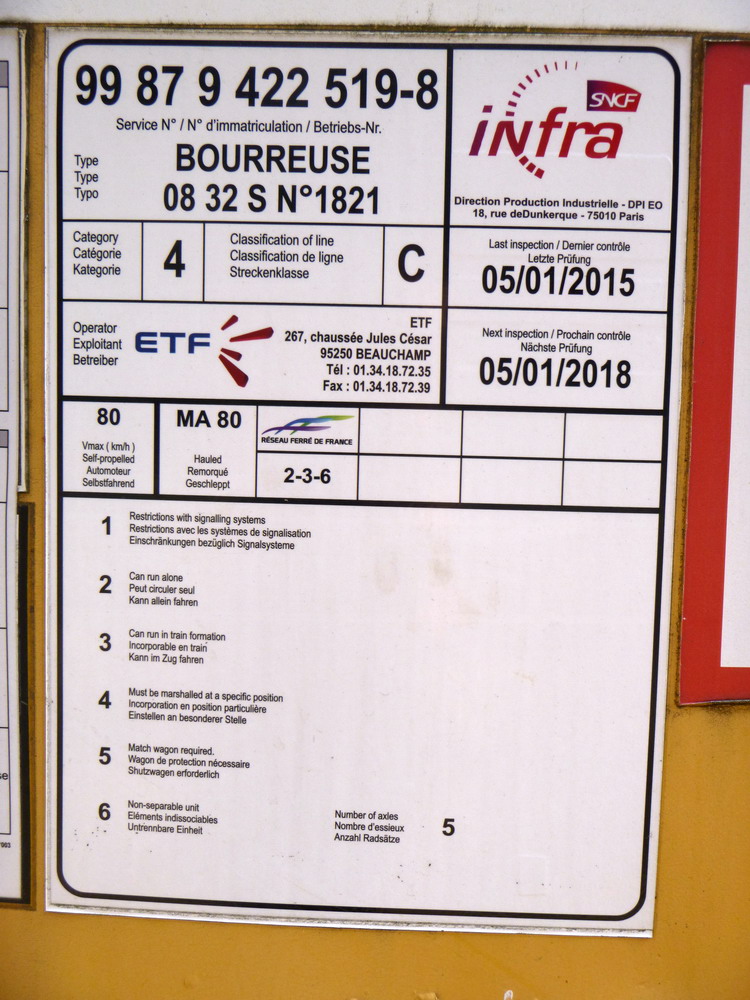 99 87 9 422 519-8
Service N° / N° d'immatriculation / Betriebs-Nr.
Type
Type
Typo
BOURREUSE
08 32 S N°1821
SNCF
infra
Direction Production Industrielle - DPI EO
18, rue deDunkerque - 75010 Paris
Category
Catégorie
Kategorie
4
Classification of line
Classification de ligne
Streckenklasse
C
Last inspection / Dernier contrôle
Letzte Prüfung
05/01/2015
Operator
Exploitant
Betreiber
ETF
ETF
267, chaussée Jules César
95250 BEAUCHAMP
Tél : 01.34.18.72.35
Fax : 01.34.18.72.39
Next inspection / Prochain contrôle
Nächste Prüfung
05/01/2018
80
Vmax ( km/h )
Self-propelled
Automoteur
Selbstfahrend
MA 80
Hauled
Remorqué
Geschleppt
RÉSEAU FERRÉ DE FRANCE
2-3-6
1
Restrictions with signalling systems
Restrictions avec les systèmes de signalisation
Einschränkungen bezüglich Signalsysteme
2
Can run alone
Peut circuler seul
Kann allein fahren
3
Can run in train formation
Incorporable en train
Kann im Zug fahren
4
Must be marshalled at a specific position
Incorporation en position particulière
Einstellen an besonderer Stelle
5
Match wagon required.
Wagon de protection nécessaire
Shutzwagen erforderlich
6
Non-separable unit
Eléments indissociables
Untrennbare Einheit
Number of axles
Nombre d'essieux
Anzahl Radsätze
5